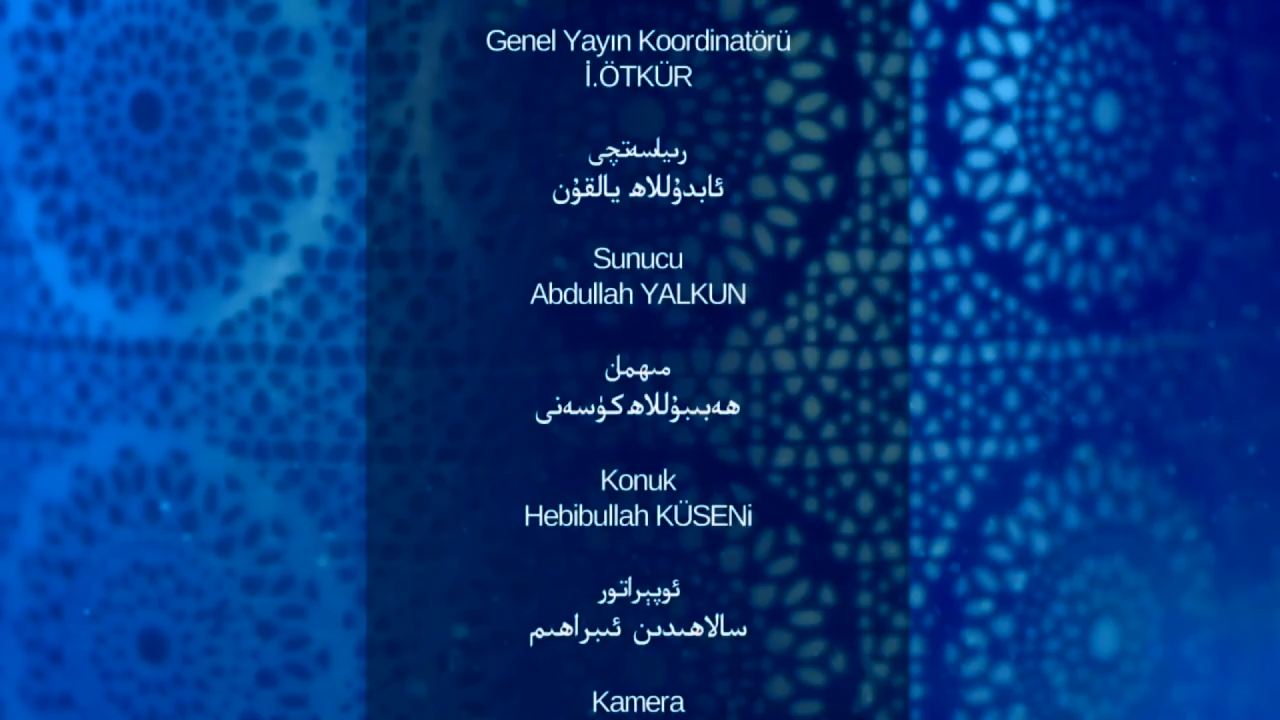 Genel Yayın Koordinatörü
İ.ÖTKÜR
رىياسەتچى
ئابدۇللاھ يالقۇن
Sunucu
Abdullah YALKUN
مىھمن
ھەبىبۇللاھ كۈسەنى
Konuk
Hebibullah KÜSENi
ئوپېراتور
سالاھىدىن ئىبراھىم
Kamera